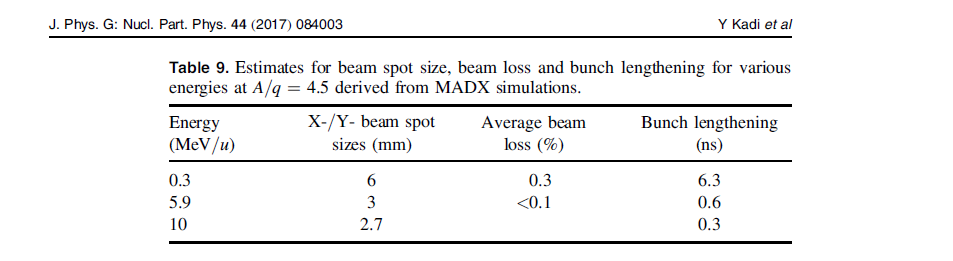 J. Phys. G: Nucl. Part. Phys. 44 (2017) 084003 Y Kadi et al
Table 9. Estimates for beam spot size, beam loss and bunch lengthening for various
energies at A/q = 4.5 derived from MADX simulations.
Energy X-/Y- beam spot Average beam Bunch lengthening
(MeV/u) sizes (mm) loss (%) (ns)
0.3 6 0.3 6.3
5.9 3 <0.1 0.6
10 2.7 0.3